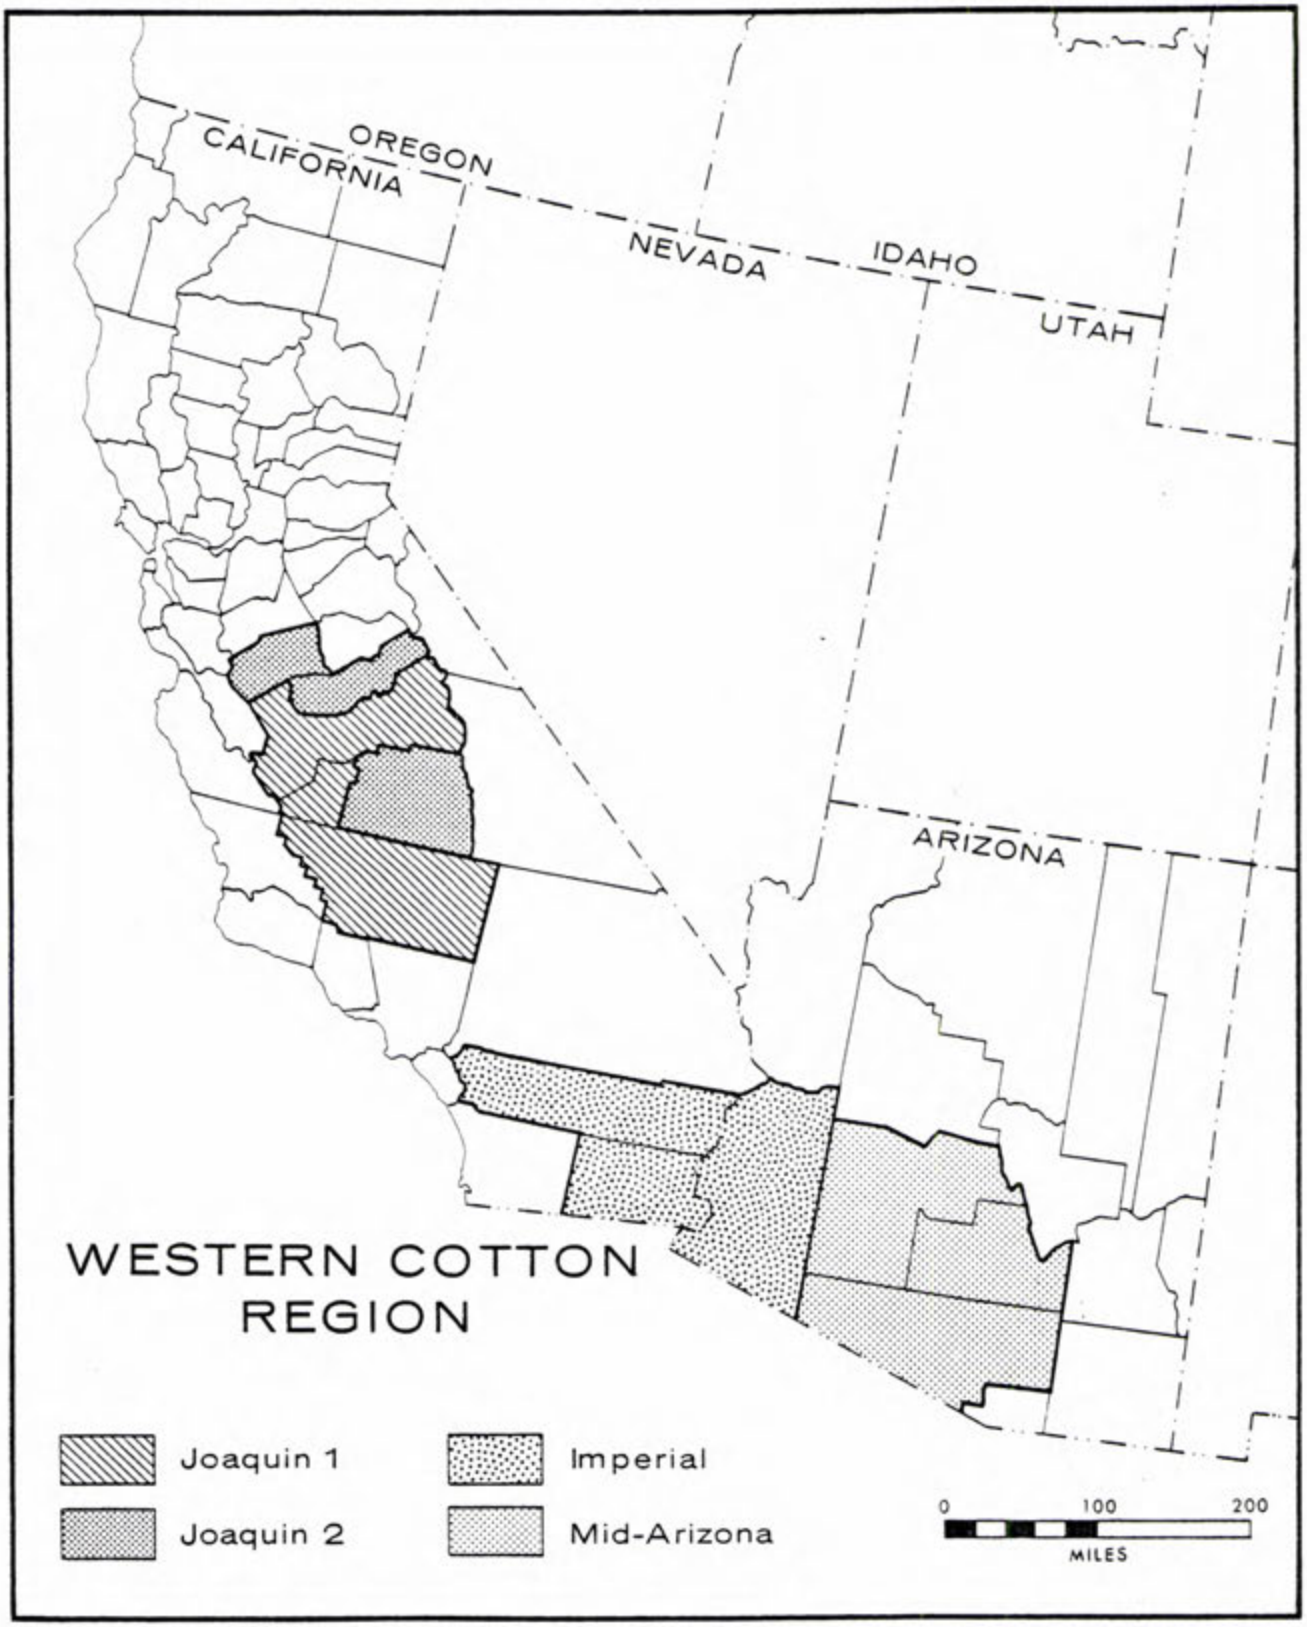 OREGON
CALIFORNIA
NEVADA
IDAHO
UTAH
ARIZONA
WESTERN COTTON
REGION
Joaquin 1
Imperial
Joaquin 2
Mid-Arizona
0 100 200
MILES